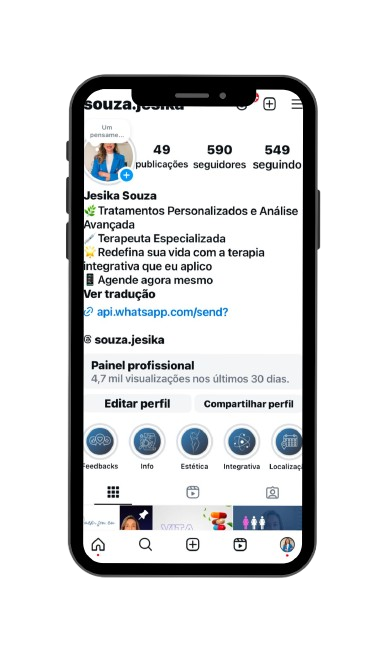 souza.jesika
Um
pensame...
49 590 549
publicações seguidores seguindo
Jesika Souza
🌿 Tratamentos Personalizados e Análise
Avançada
💉 Terapeuta Especializada
🌟 Redefina sua vida com a terapia
integrativa que eu aplico
📱 Agende agora mesmo
Ver tradução
api.whatsapp.com/send?
souza.jesika
Painel profissional
4,7 mil visualizações nos últimos 30 dias.
Editar perfil Compartilhar perfil
Feedbacks Info Estética Integrativa Localizaç